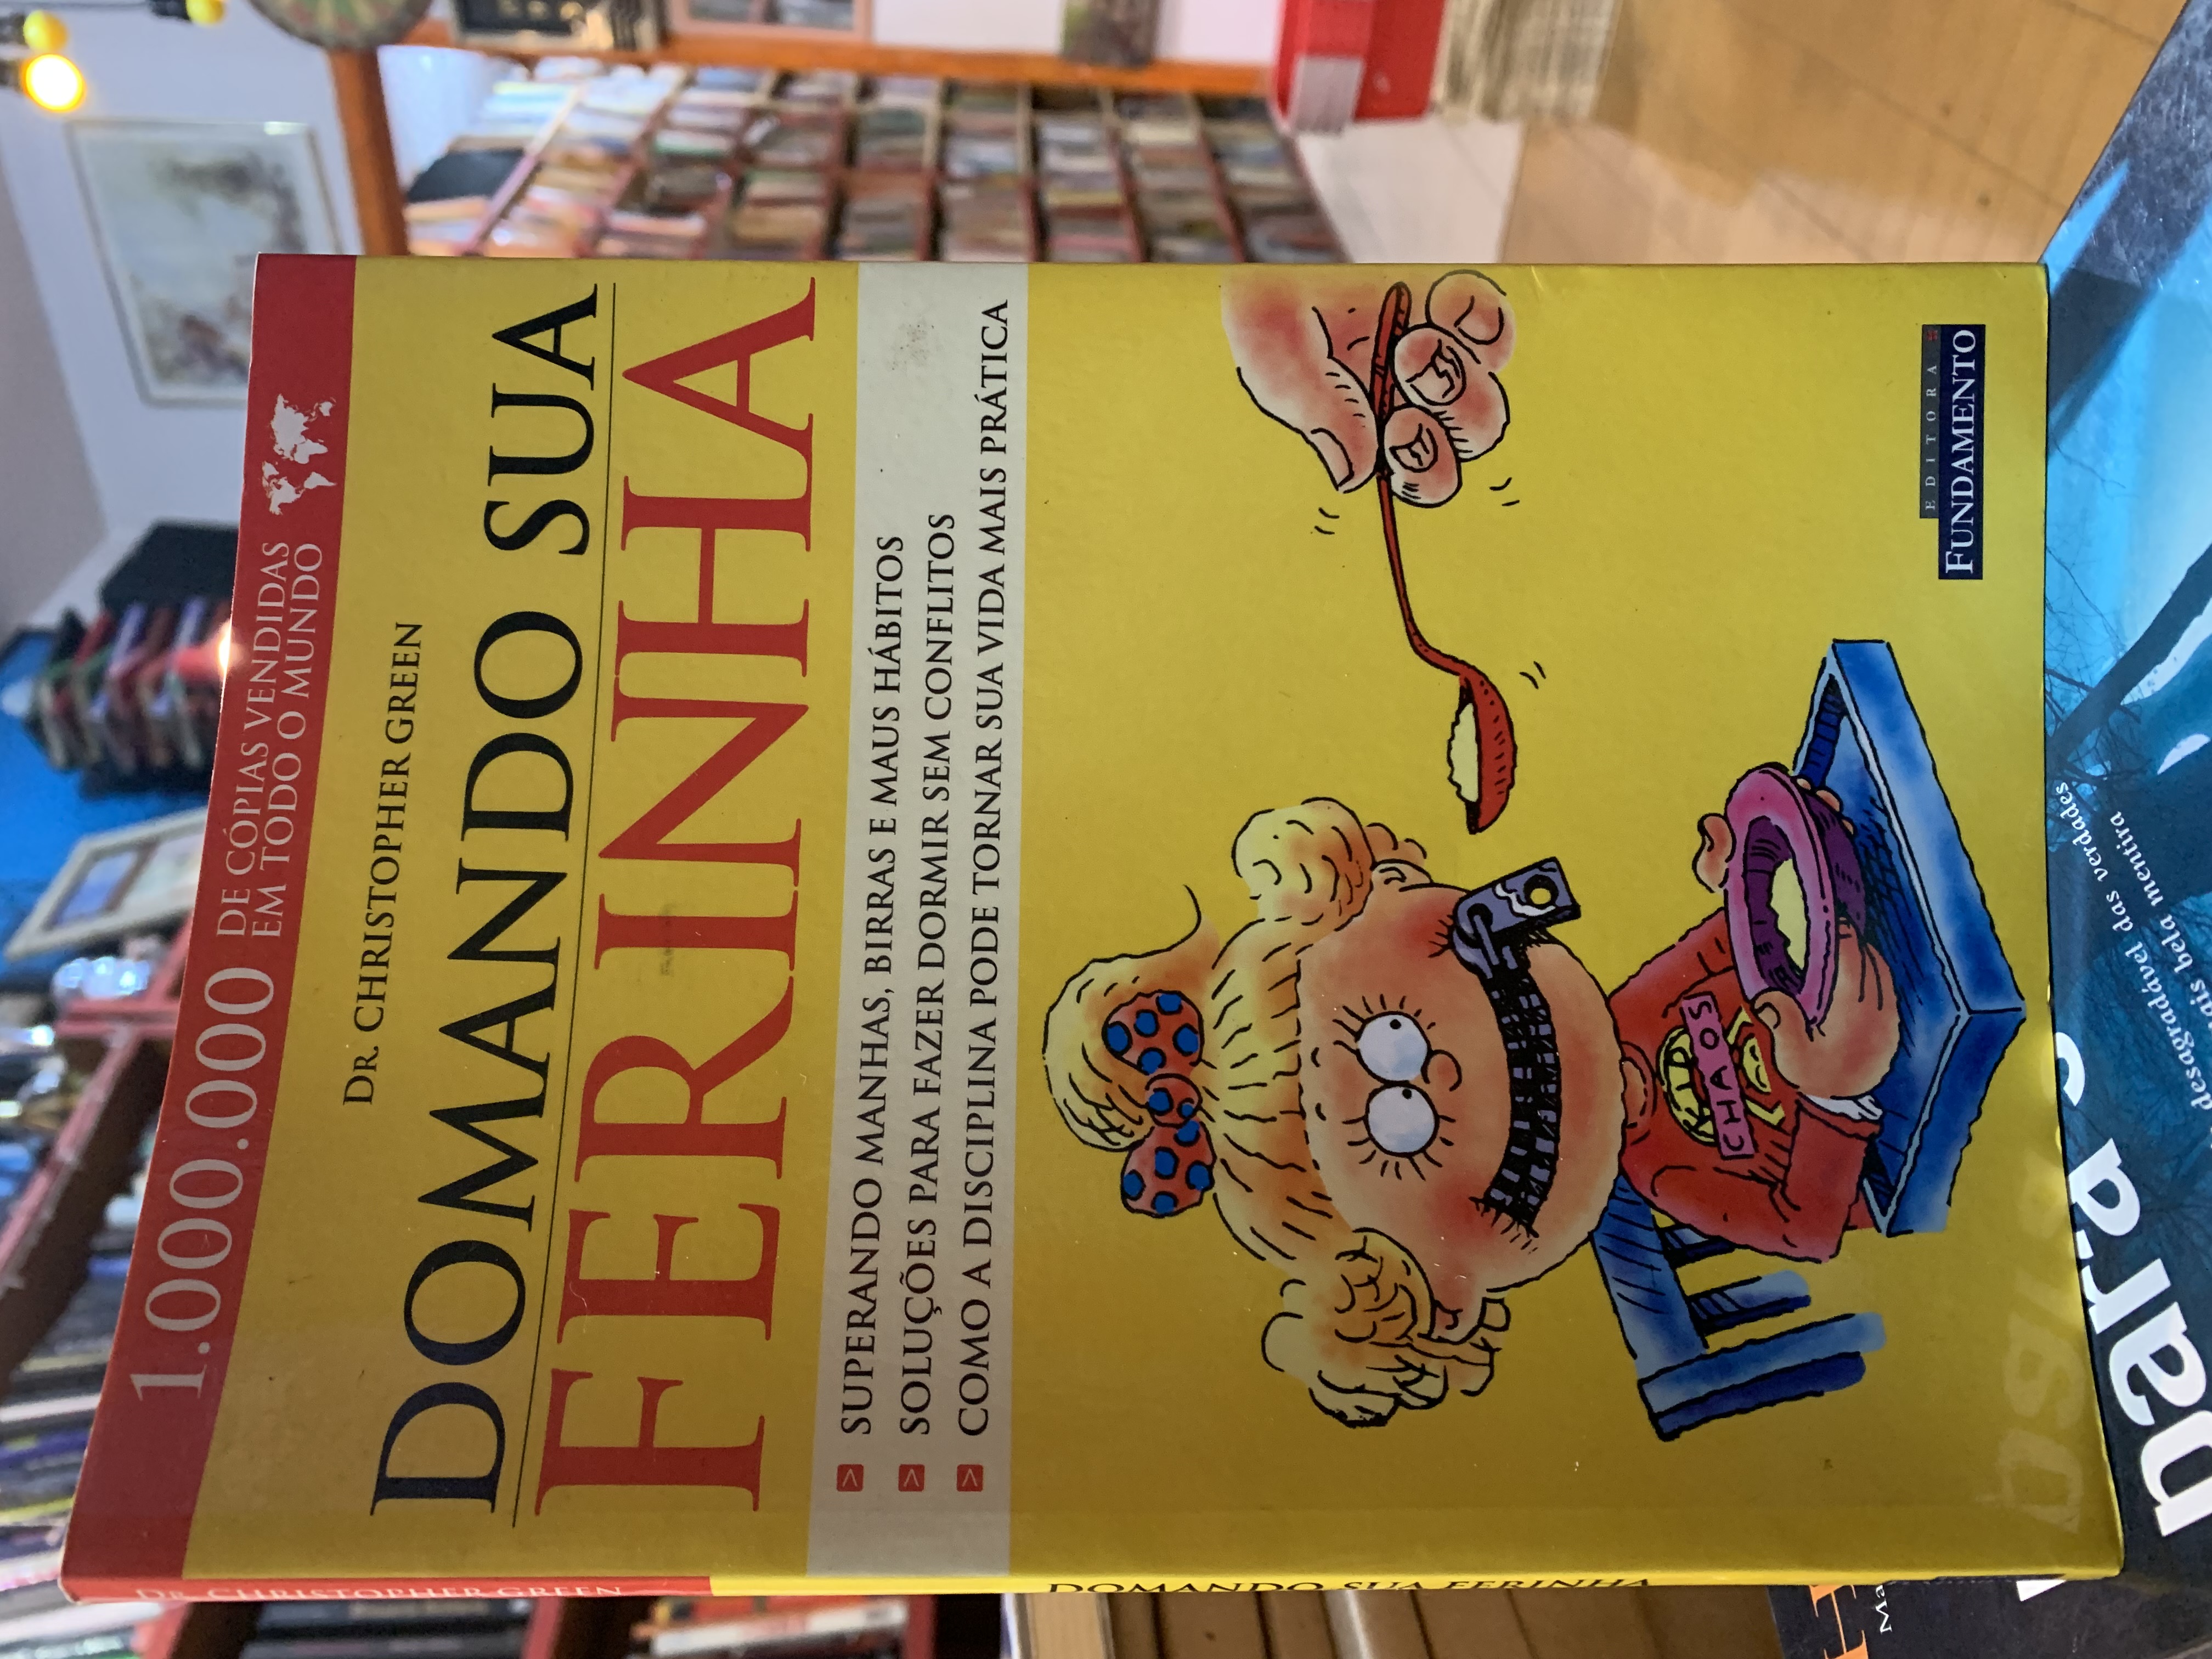 1.000.000 DE CÓPIAS VENDIDAS
EM TODO O MUNDO
DR. CHRISTOPHER GREEN
DOMANDO SUA
FERINHA
SUPERANDO MANHAS, BIRRAS E MAUS HÁBITOS
SOLUÇÕES PARA FAZER DORMIR SEM CONFLITOS
COMO A DISCIPLINA PODE TORNAR SUA VIDA MAIS PRÁTICA
KID
CHAOS
EDITORA
FUNDAMENTO
DR. CHRISTOPHER GREEN
DOMANDO SUA FERINHA
desagradável das verdades
mais bela mentira
para